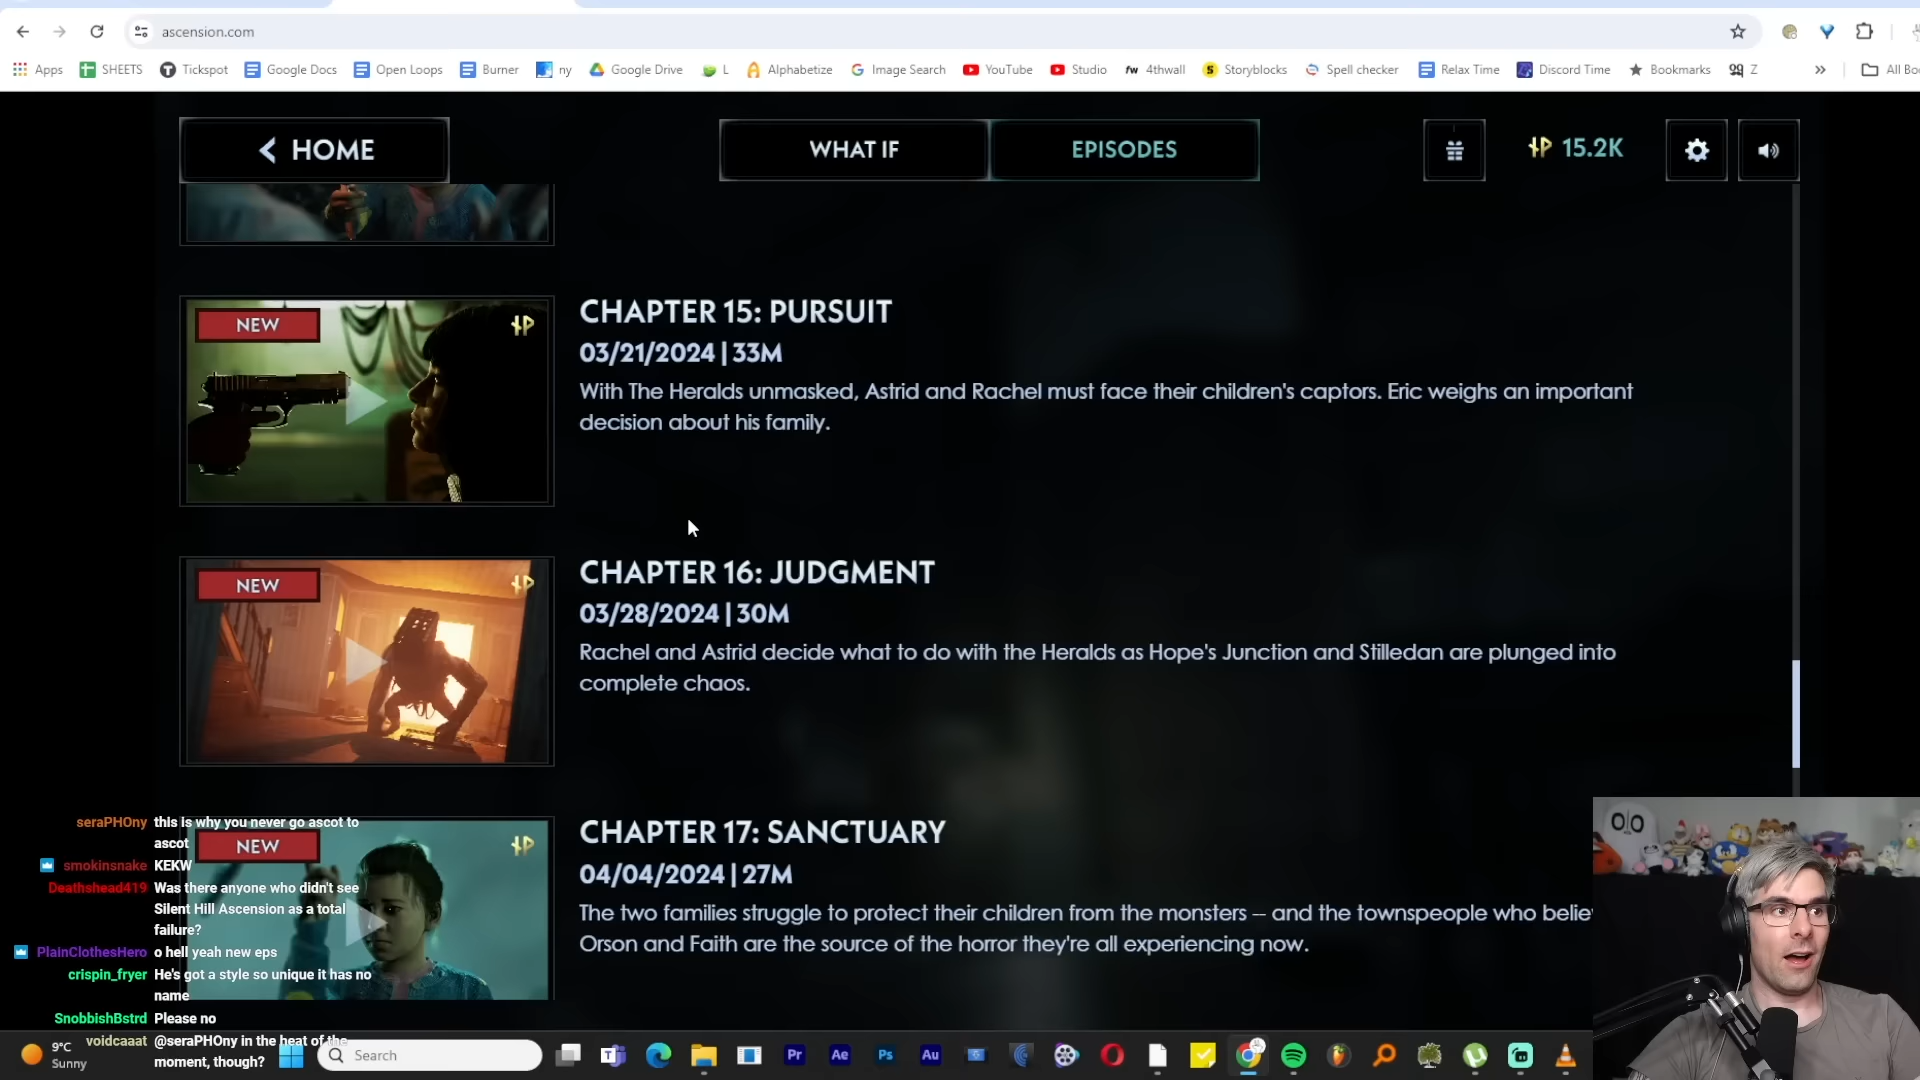 ascension.com
Apps SHEETS Tickspot Google Docs Open Loops Burner ny Google Drive L Alphabetize Image Search YouTube Studio fw 4thwall Storyblocks Spell checker Relax Time Discord Time Bookmarks Z » All Boo
HOME WHAT IF EPISODES 15.2K
NEW
CHAPTER 15: PURSUIT
03/21/2024 | 33M
With The Heralds unmasked, Astrid and Rachel must face their children's captors. Eric weighs an important
decision about his family.
NEW
CHAPTER 16: JUDGMENT
03/28/2024 | 30M
Rachel and Astrid decide what to do with the Heralds as Hope's Junction and Stilledan are plunged into
complete chaos.
NEW
CHAPTER 17: SANCTUARY
04/04/2024 | 27M
The two families struggle to protect their children from the monsters -- and the townspeople who believ
Orson and Faith are the source of the horror they're all experiencing now.
seraPHOny this is why you never go ascot to
ascot
smokinsnake KEKW
Deathshead419 Was there anyone who didn't see
Silent Hill Ascension as a total
failure?
PlainClothesHero o hell yeah new eps
crispin_fryer He's got a style so unique it has no
name
SnobbishBstrd Please no
voidcaaat @seraPHOny in the heat of the
moment, though?
9°C
Sunny
Search
Pr Ae Ps Au